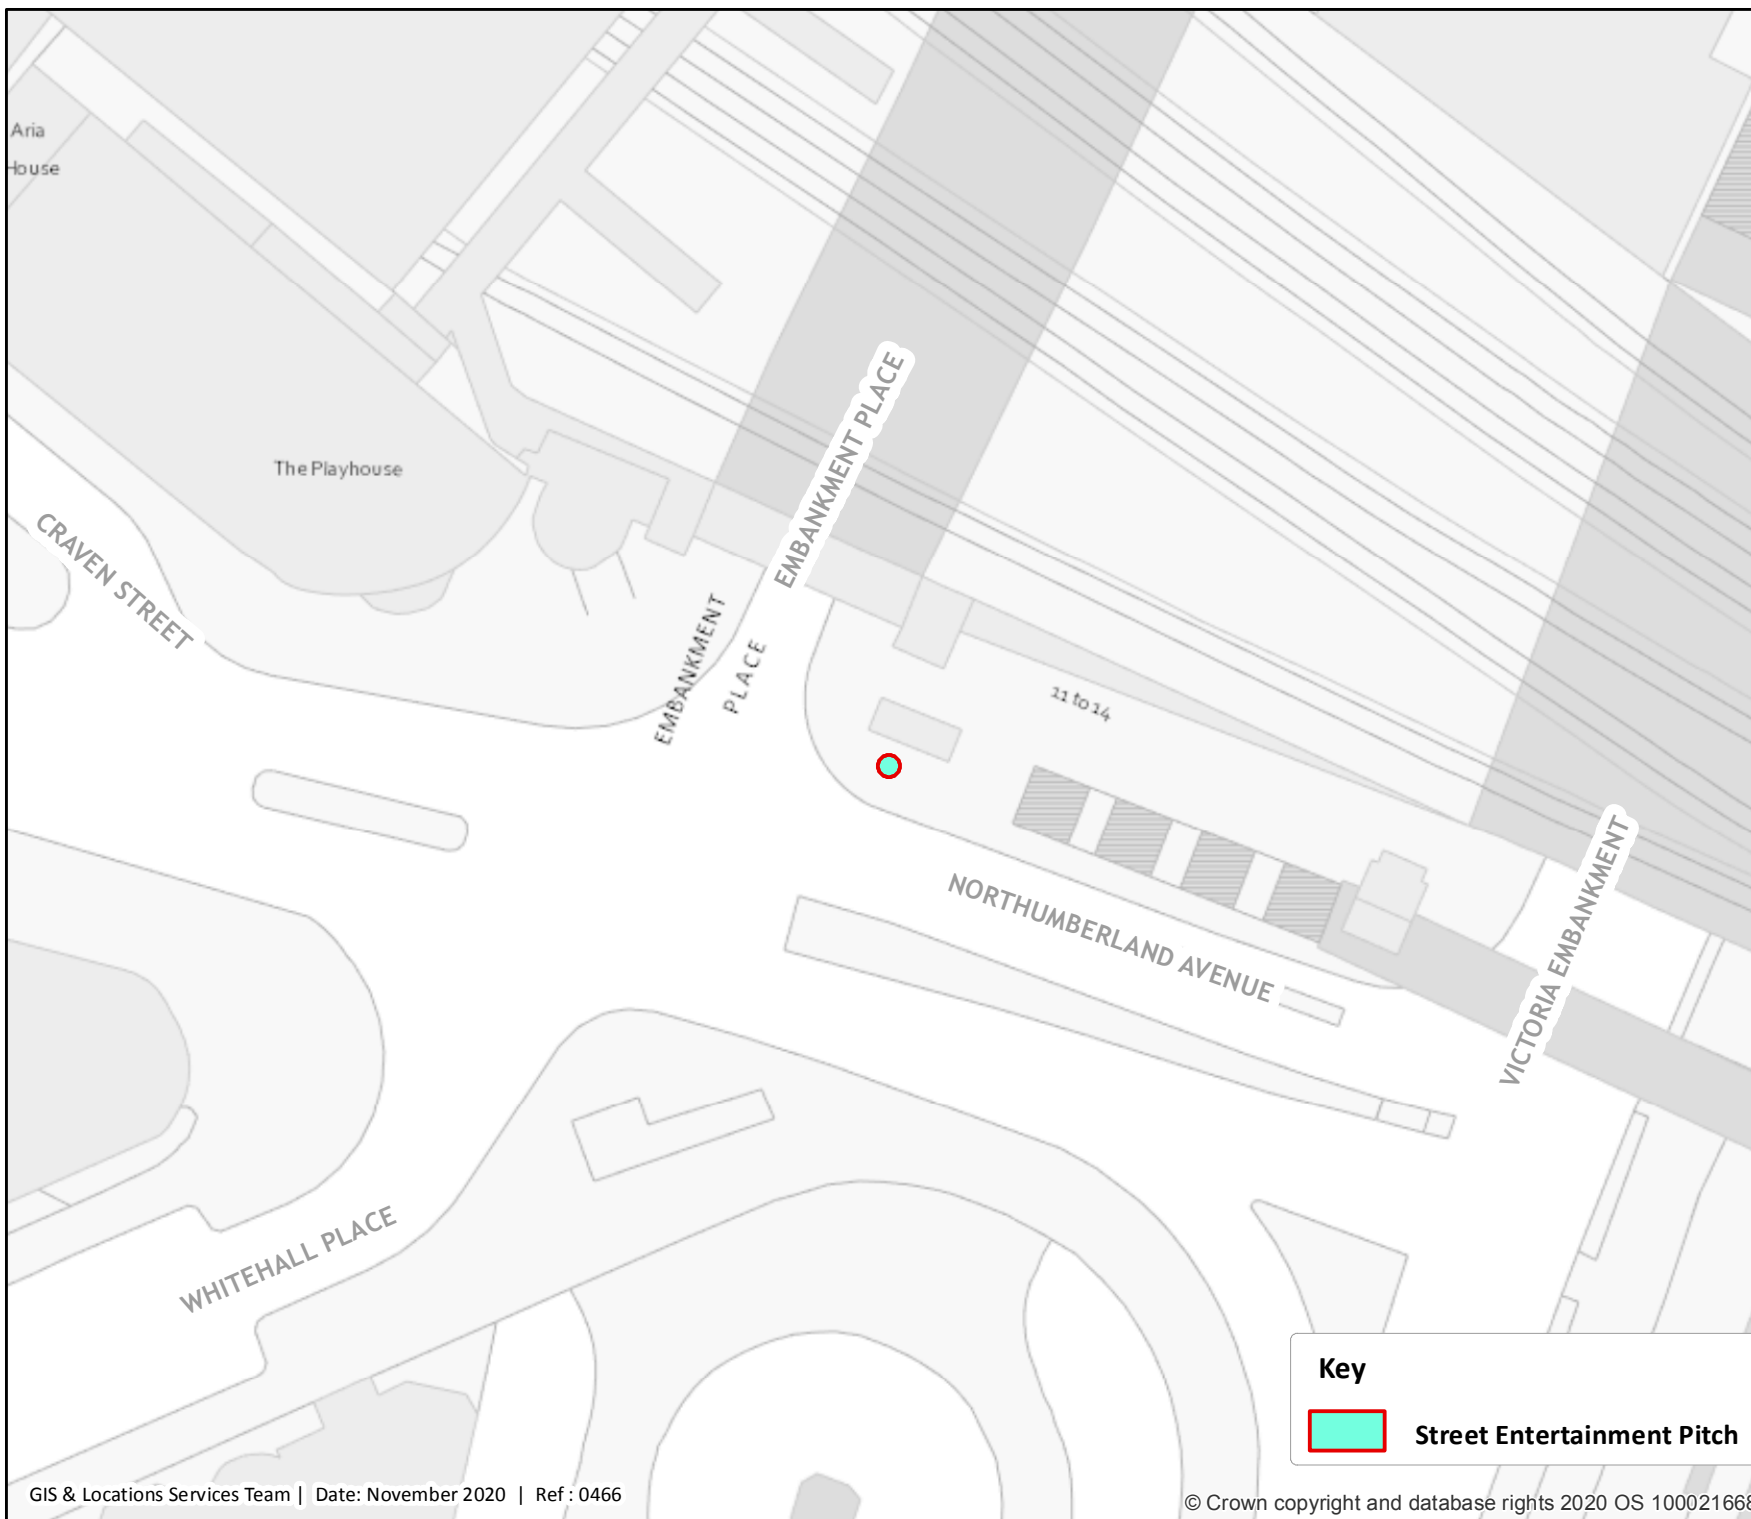 Aria
House
The Playhouse
CRAVEN STREET
EMBANKMENT PLACE
EMBANKMENT
PLACE
11 to 14
NORTHUMBERLAND AVENUE
VICTORIA EMBANKMENT
WHITEHALL PLACE
Key
Street Entertainment Pitch
GIS & Locations Services Team | Date: November 2020 | Ref : 0466
© Crown copyright and database rights 2020 OS 100021668